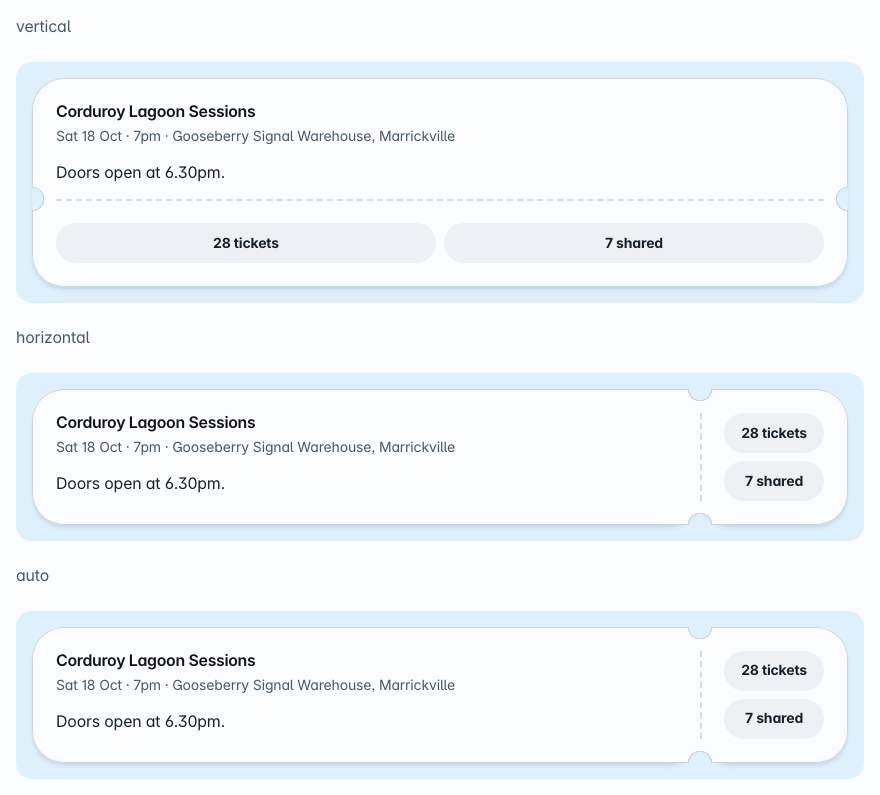 vertical
Corduroy Lagoon Sessions
Sat 18 Oct · 7pm · Gooseberry Signal Warehouse, Marrickville
Doors open at 6.30pm.
28 tickets
7 shared
horizontal
Corduroy Lagoon Sessions
Sat 18 Oct · 7pm · Gooseberry Signal Warehouse, Marrickville
Doors open at 6.30pm.
28 tickets
7 shared
auto
Corduroy Lagoon Sessions
Sat 18 Oct · 7pm · Gooseberry Signal Warehouse, Marrickville
Doors open at 6.30pm.
28 tickets
7 shared